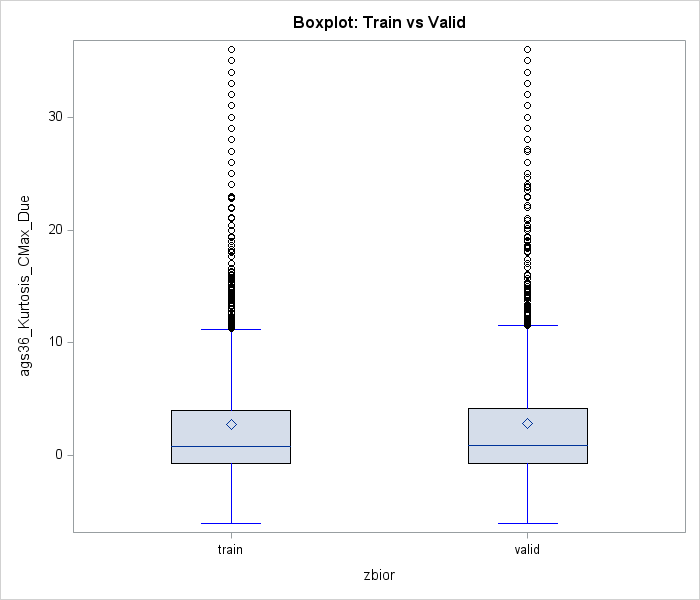 Boxplot: Train vs Valid
30
20
10
0
ags36_Kurtosis_CMax_Due
train
valid
zbior